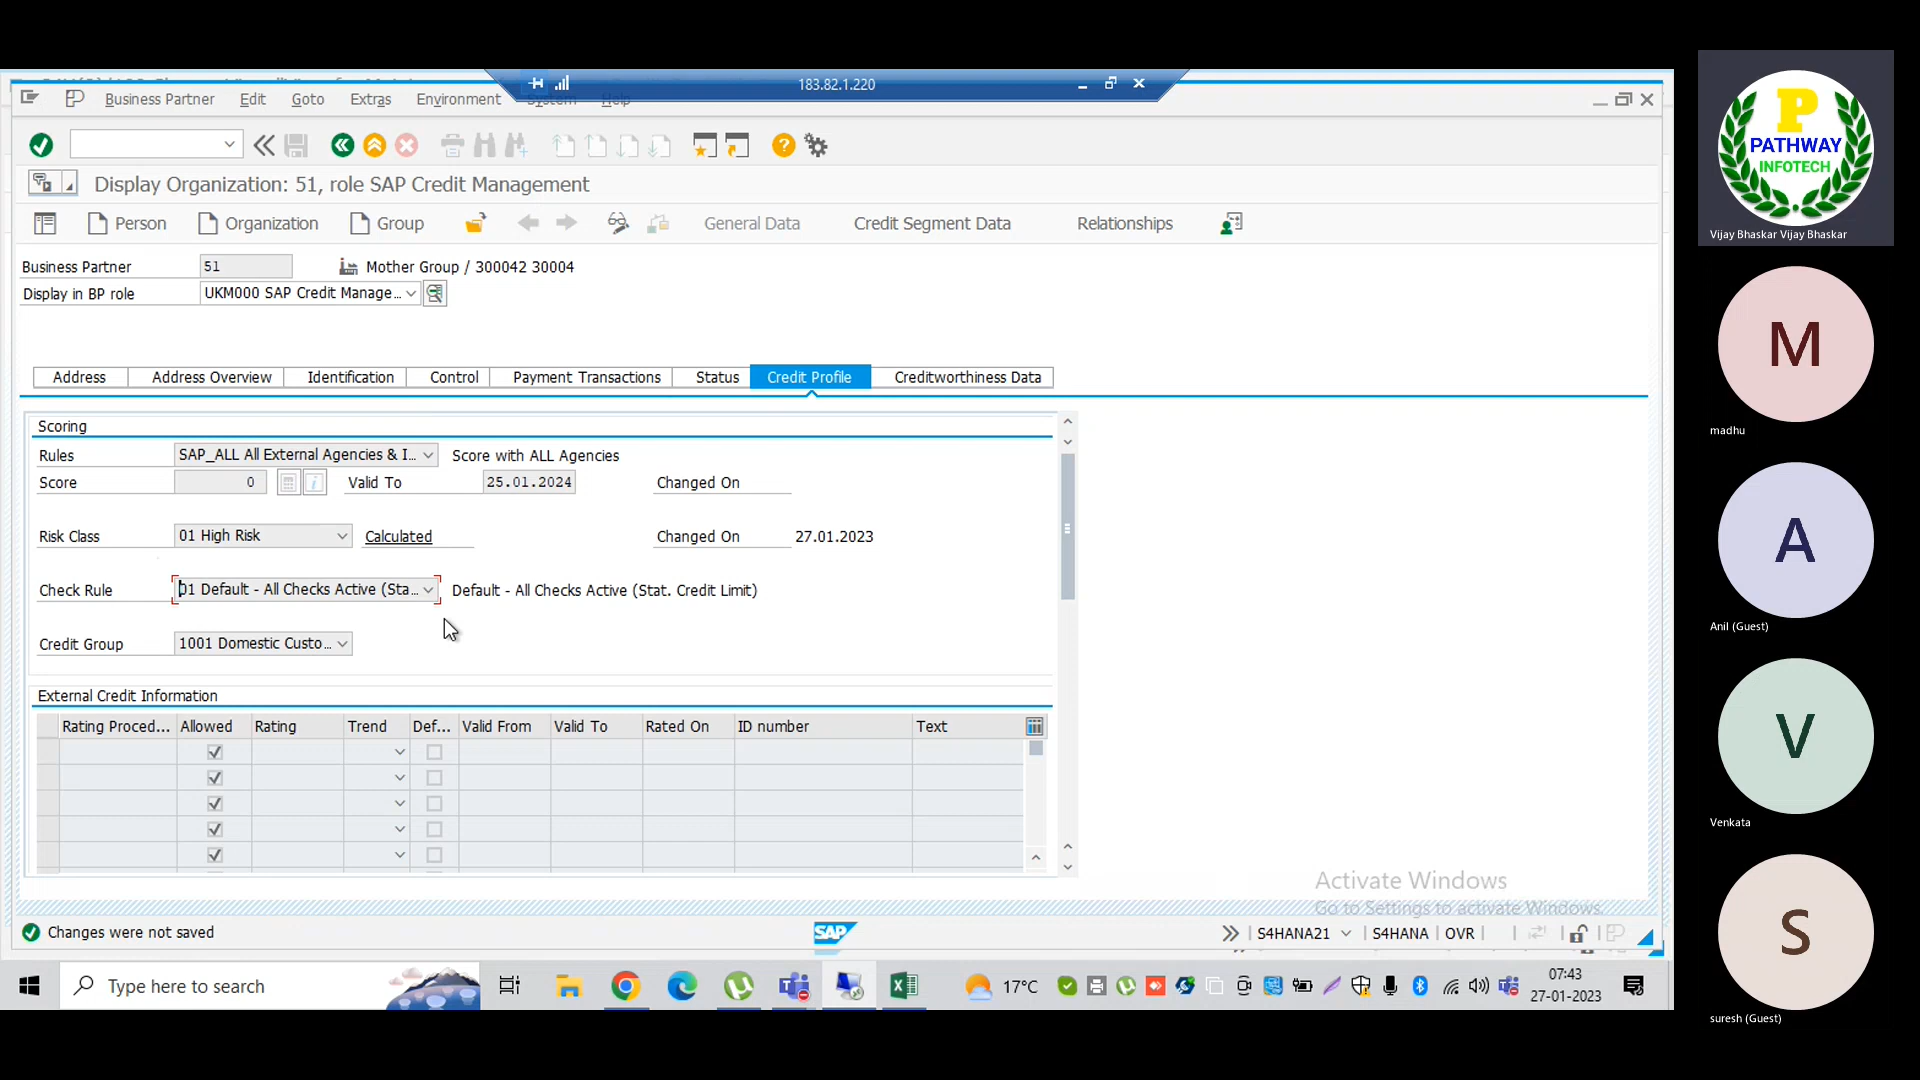 183.82.1.220
Business Partner Edit Goto Extras Environment System Help
Display Organization: 51, role SAP Credit Management
Person Organization Group General Data Credit Segment Data Relationships
Business Partner 51 Mother Group / 300042 30004
Display in BP role UKM000 SAP Credit Manage...
Address Address Overview Identification Control Payment Transactions Status Credit Profile Creditworthiness Data
Scoring
Rules SAP_ALL All External Agencies & I... Score with ALL Agencies
Score 0 Valid To 25.01.2024 Changed On
Risk Class 01 High Risk Calculated Changed On 27.01.2023
Check Rule 01 Default - All Checks Active (Sta... Default - All Checks Active (Stat. Credit Limit)
Credit Group 1001 Domestic Custo...
External Credit Information
Rating Proced... Allowed Rating Trend Def... Valid From Valid To Rated On ID number Text
Activate Windows
Go to Settings to activate Windows.
Changes were not saved SAP S4HANA21 S4HANA OVR
Type here to search 17°C 07:43
27-01-2023
P
PATHWAY
INFOTECH
Vijay Bhaskar Vijay Bhaskar
M
madhu
A
Anil (Guest)
V
Venkata
S
suresh (Guest)